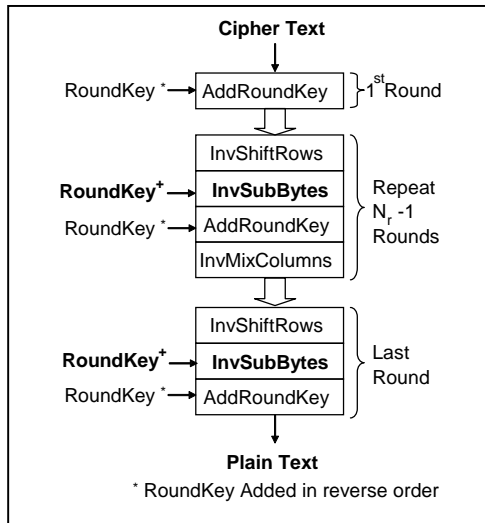 Cipher Text
RoundKey *
AddRoundKey
1st Round
InvShiftRows
RoundKey+
InvSubBytes
RoundKey *
AddRoundKey
InvMixColumns
Repeat
Nr -1
Rounds
InvShiftRows
RoundKey+
InvSubBytes
RoundKey *
AddRoundKey
Last
Round
Plain Text
* RoundKey Added in reverse order